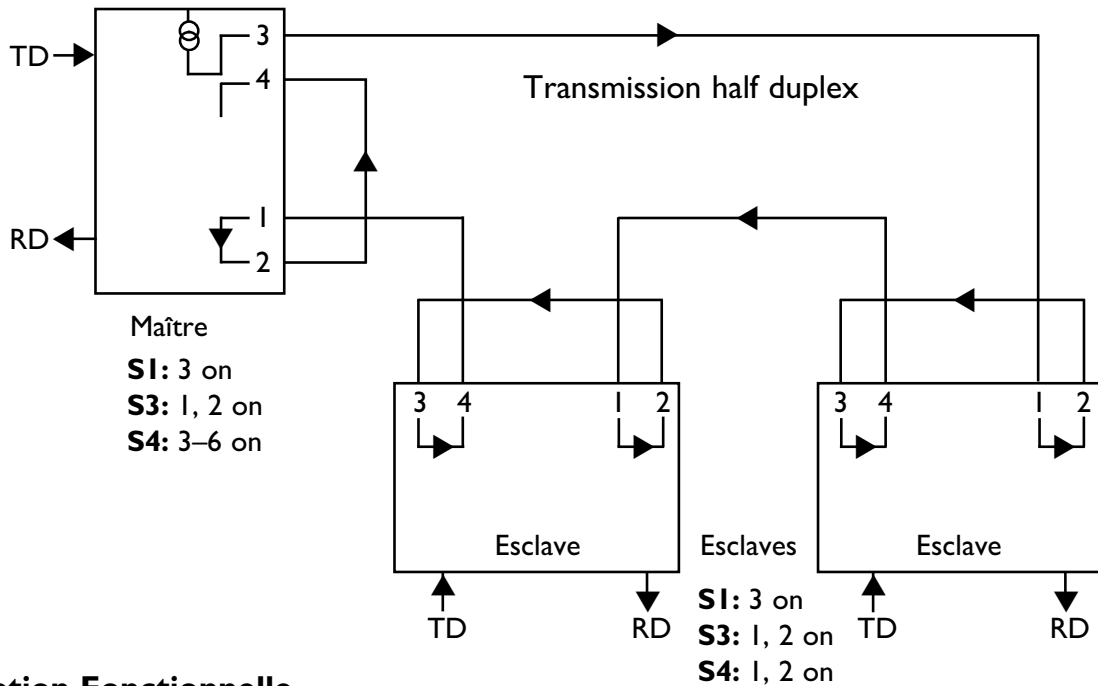 3
TD
4
Transmission half duplex
1
RD
2
Maître
S1: 3 on
S3: 1, 2 on
S4: 3–6 on
3 4 1 2
3 4 1 2
Esclave
Esclaves
Esclave
S1: 3 on
S3: 1, 2 on
S4: 1, 2 on
TD RD
TD RD
ction Fonctionnelle